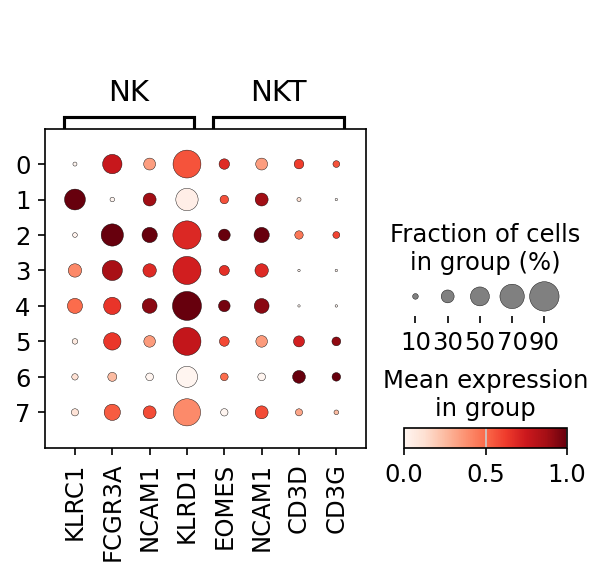 NK NKT
0
1
2
3
4
5
6
7
KLRC1 FCGR3A NCAM1 KLRD1 EOMES NCAM1 CD3D CD3G
Fraction of cells
in group (%)
10 30 50 70 90
Mean expression
in group
0.0 0.5 1.0